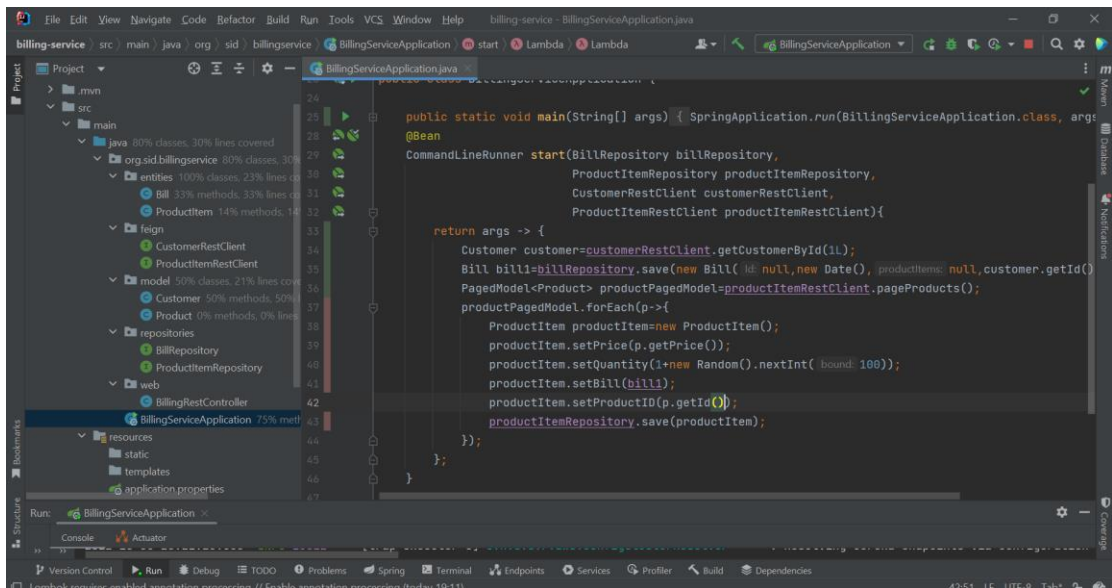 File Edit View Navigate Code Refactor Build Run Tools VCS Window Help billing-service - BillingServiceApplication.java
billing-service src main java org sid billingservice BillingServiceApplication start Lambda Lambda BillingServiceApplication
Project
.mvn
src
main
java 80% classes, 30% lines covered
org.sid.billingservice 80% classes, 30%
entities 100% classes, 23% lines co
Bill 33% methods, 33% lines co
ProductItem 14% methods, 14
feign
CustomerRestClient
ProductItemRestClient
model 50% classes, 21% lines cove
Customer 50% methods, 50%
Product 0% methods, 0% lines
repositories
BillRepository
ProductItemRepository
web
BillingRestController
BillingServiceApplication 75% meth
resources
static
templates
application.properties
BillingServiceApplication.java
24
25 public static void main(String[] args) { SpringApplication.run(BillingServiceApplication.class, args
28 @Bean
29 CommandLineRunner start(BillRepository billRepository,
30 ProductItemRepository productItemRepository,
31 CustomerRestClient customerRestClient,
32 ProductItemRestClient productItemRestClient){
33 return args -> {
34 Customer customer=customerRestClient.getCustomerById(1L);
35 Bill bill1=billRepository.save(new Bill( id: null,new Date(), productItems: null,customer.getId()
36 PagedModel<Product> productPagedModel=productItemRestClient.pageProducts();
37 productPagedModel.forEach(p->{
38 ProductItem productItem=new ProductItem();
39 productItem.setPrice(p.getPrice());
40 productItem.setQuantity(1+new Random().nextInt( bound: 100));
41 productItem.setBill(bill1);
42 productItem.setProductID(p.getId());
43 productItemRepository.save(productItem);
44 });
45 };
46 }
47
Project
Bookmarks
Structure
Maven
Database
Notifications
Coverage
Run: BillingServiceApplication
Console Actuator
Version Control Run Debug TODO Problems Spring Terminal Endpoints Services Profiler Build Dependencies
Lombok requires enabled annotation processing // Enable annotation processing (today 19:11) 42:51 LF UTF-8 Tab*